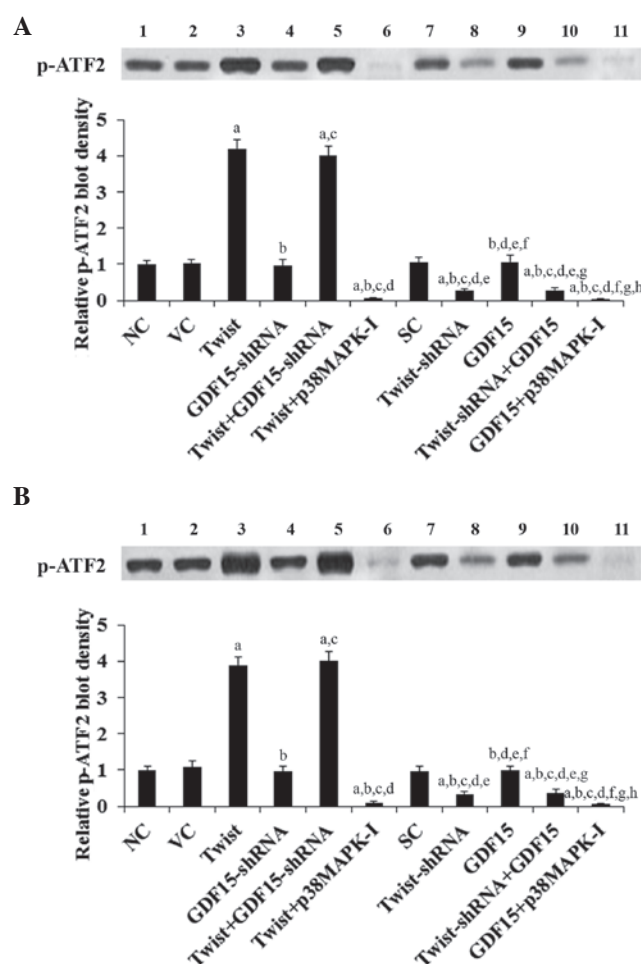 A
1 2 3 4 5 6 7 8 9 10 11
p-ATF2
Relative p-ATF2 blot density
5
4
3
2
1
0
a
b
a,c
a,b,c,d
a,b,c,d,e
b,d,e,f
a,b,c,d,e,g
a,b,c,d,f,g,h
NC
VC
Twist
GDF15-shRNA
Twist+GDF15-shRNA
Twist+p38MAPK-I
SC
Twist-shRNA
GDF15
Twist-shRNA+GDF15
GDF15+p38MAPK-I
B
1 2 3 4 5 6 7 8 9 10 11
p-ATF2
Relative p-ATF2 blot density
5
4
3
2
1
0
a
b
a,c
a,b,c,d
a,b,c,d,e
b,d,e,f
a,b,c,d,e,g
a,b,c,d,f,g,h
NC
VC
Twist
GDF15-shRNA
Twist+GDF15-shRNA
Twist+p38MAPK-I
SC
Twist-shRNA
GDF15
Twist-shRNA+GDF15
GDF15+p38MAPK-I